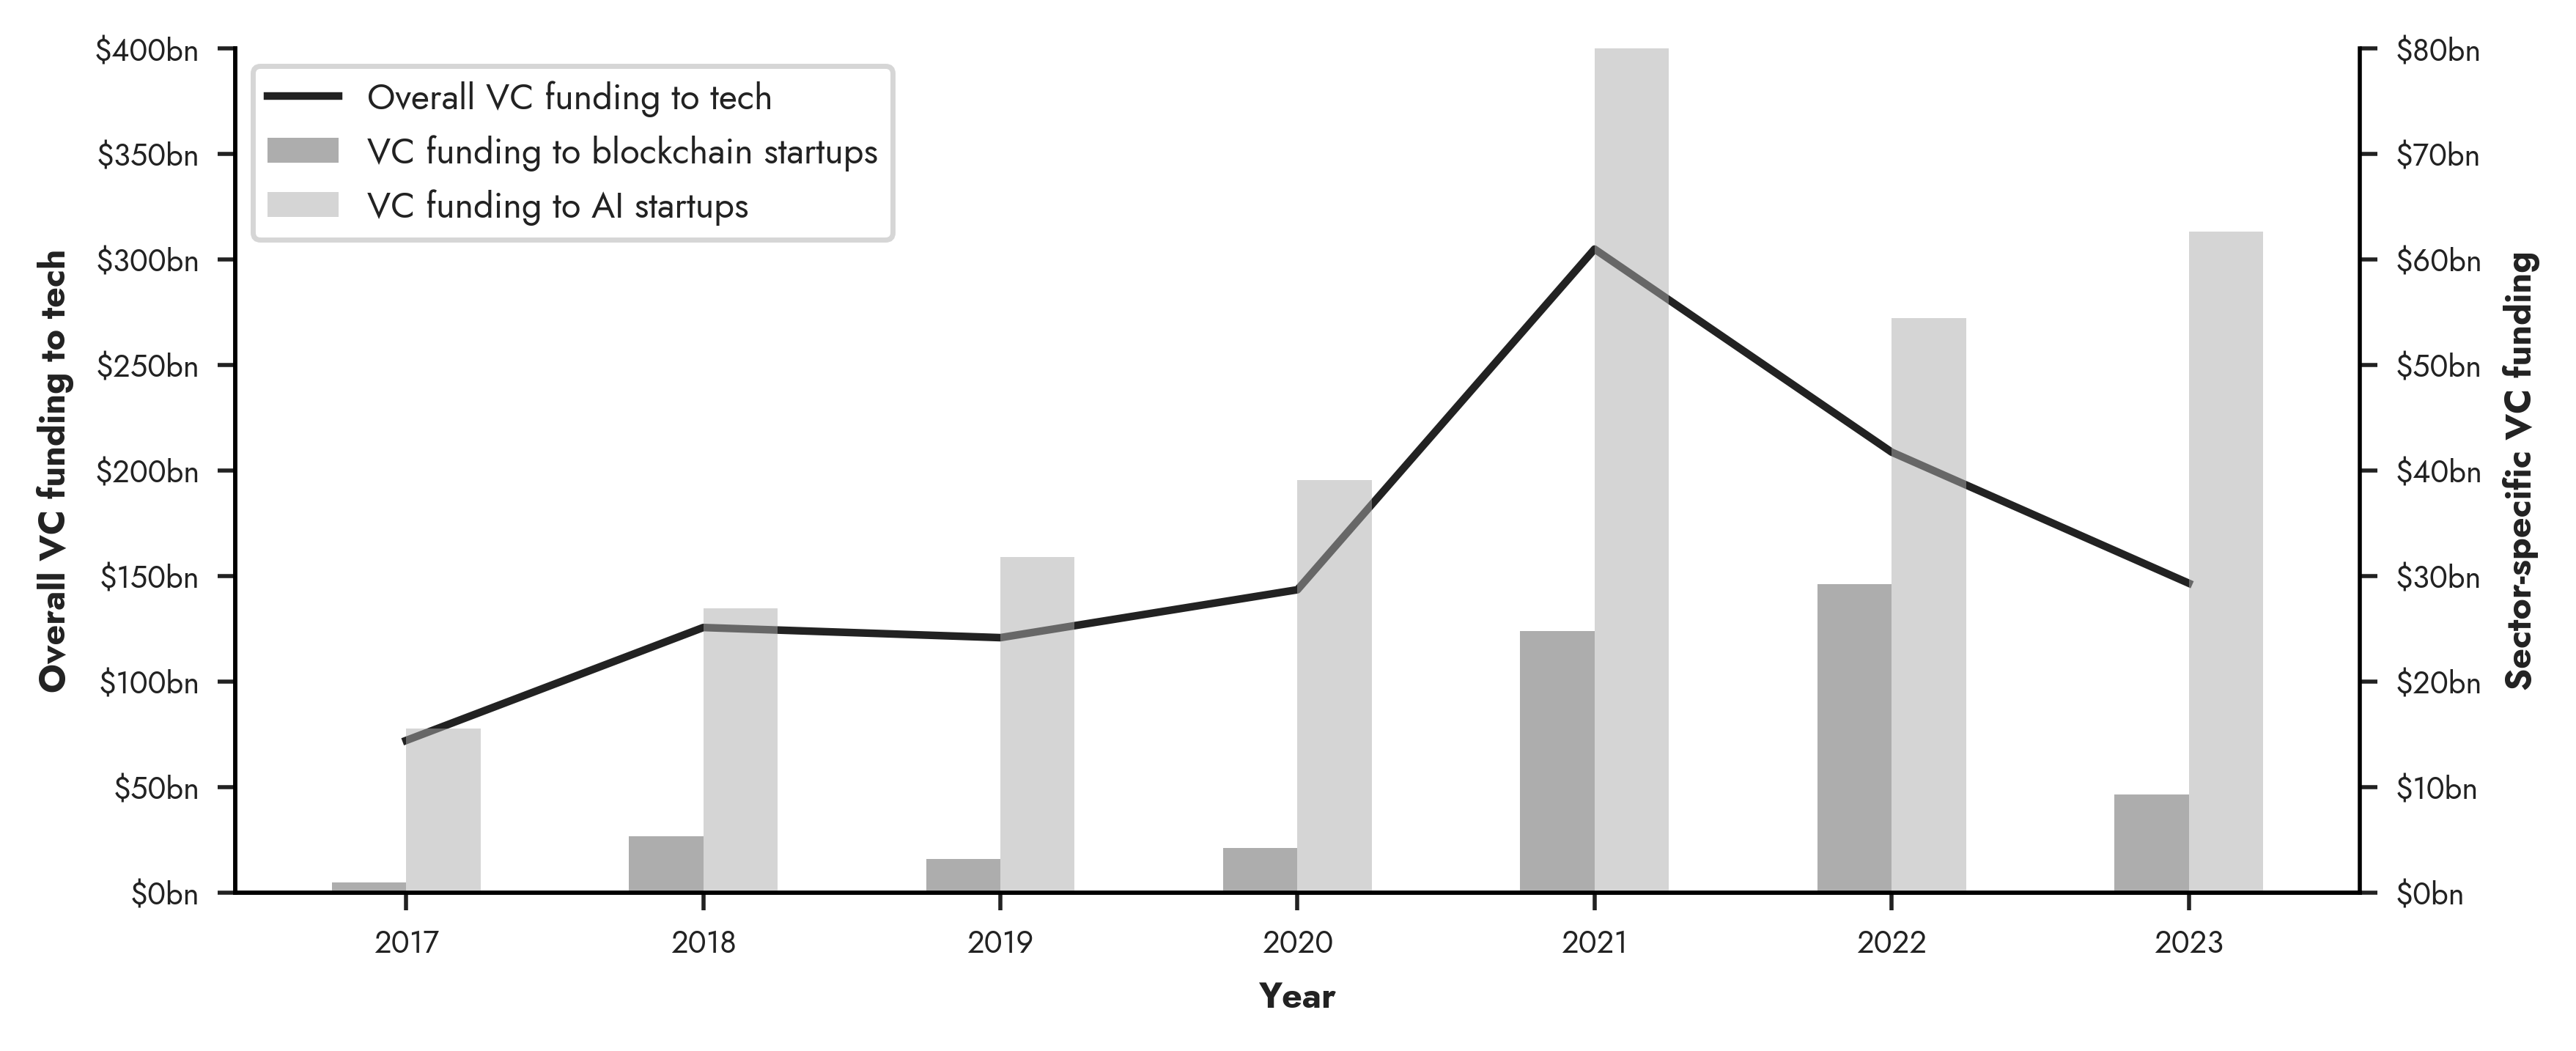 $400bn
$350bn
$300bn
$250bn
$200bn
$150bn
$100bn
$50bn
$0bn
Overall VC funding to tech
Overall VC funding to tech
VC funding to blockchain startups
VC funding to AI startups
$80bn
$70bn
$60bn
$50bn
$40bn
$30bn
$20bn
$10bn
$0bn
Sector-specific VC funding
2017 2018 2019 2020 2021 2022 2023
Year